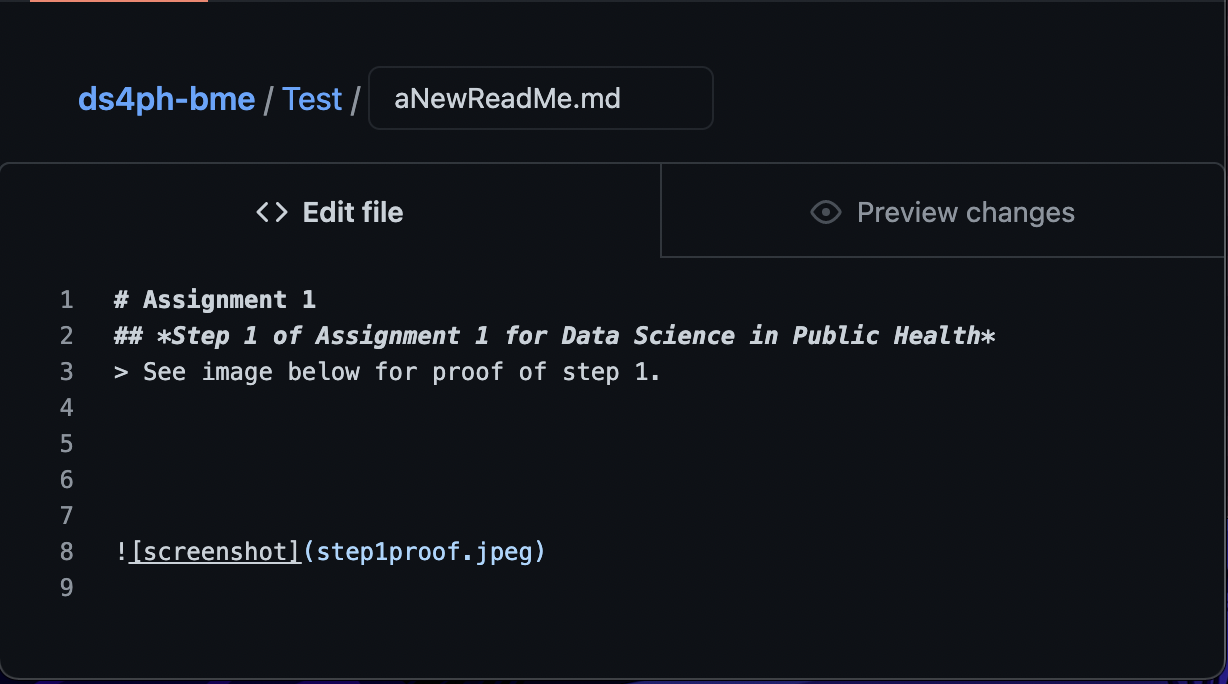 ds4ph-bme / Test / aNewReadMe.md
<> Edit file
Preview changes
1 # Assignment 1
2 ## *Step 1 of Assignment 1 for Data Science in Public Health*
3 > See image below for proof of step 1.
4
5
6
7
8 ![screenshot](step1proof.jpeg)
9